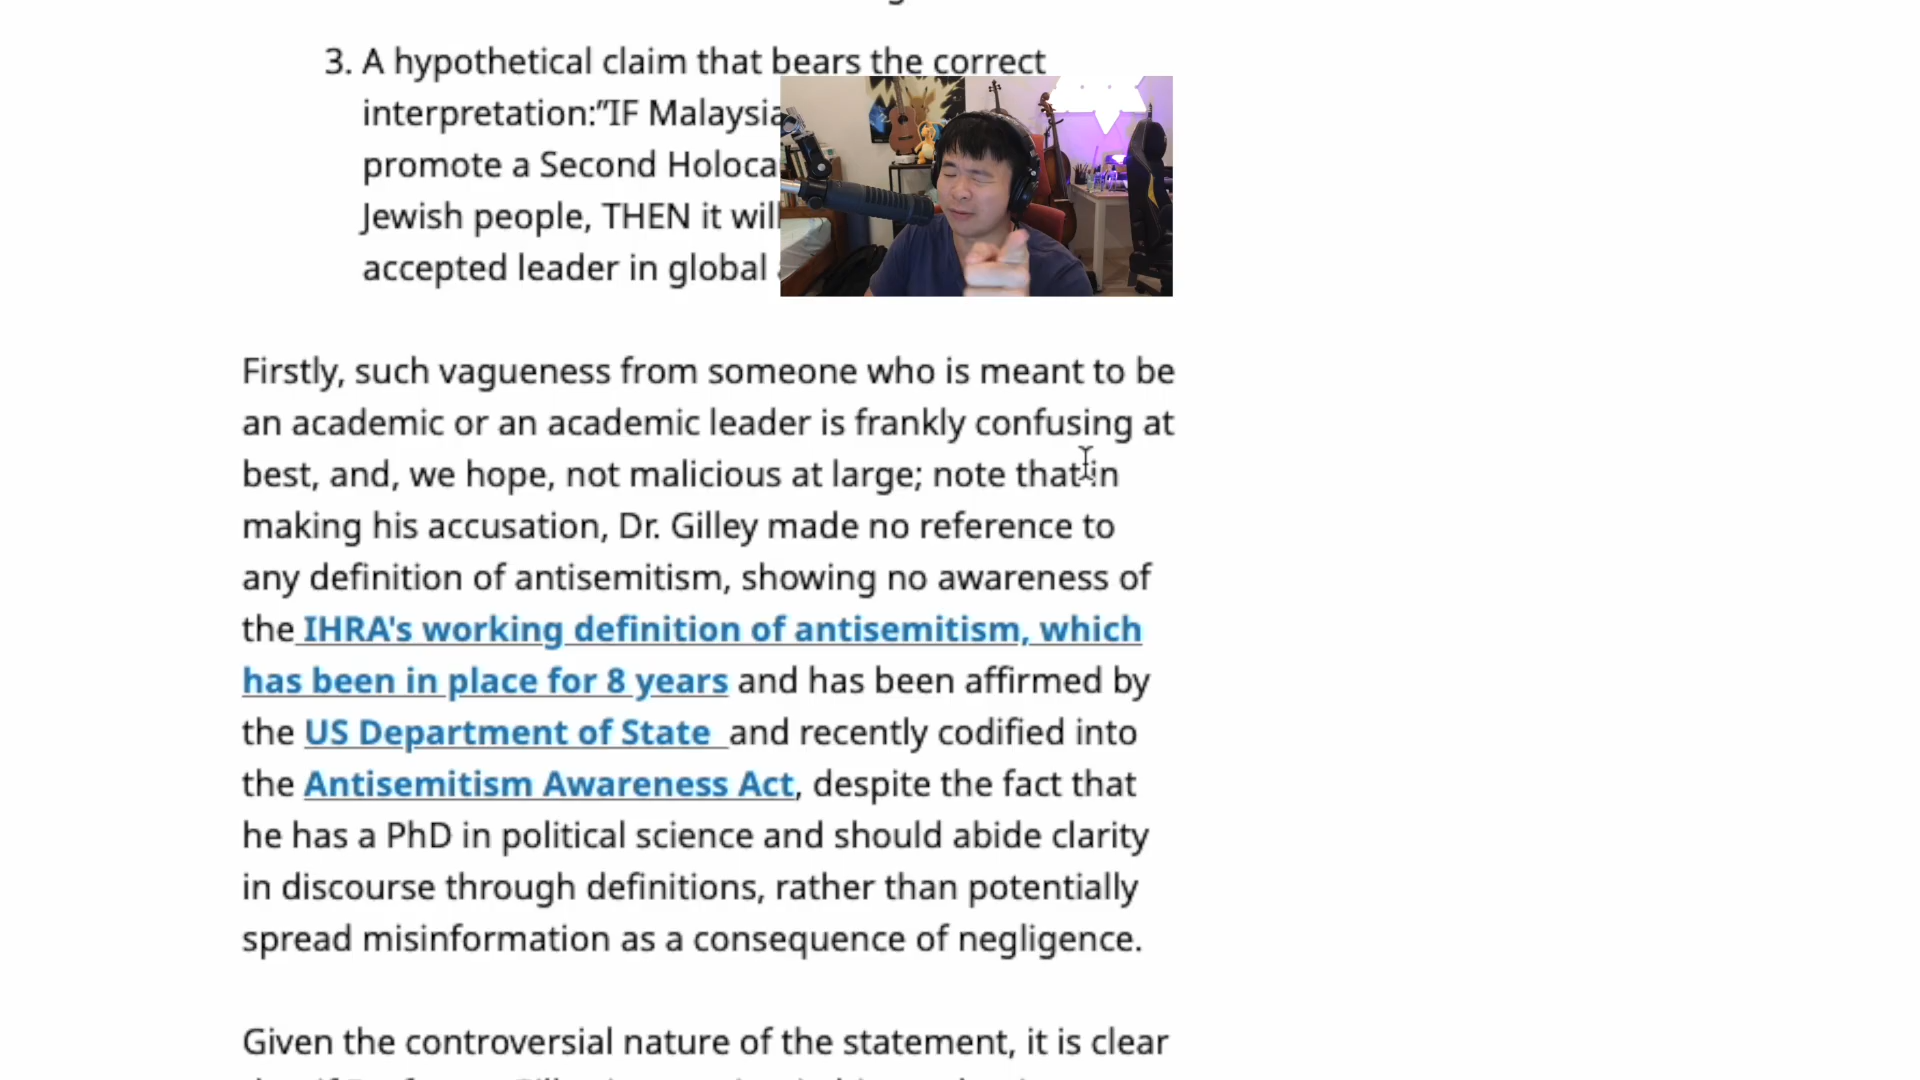 3. A hypothetical claim that bears the correct
interpretation:"IF Malaysia
promote a Second Holoca
Jewish people, THEN it will
accepted leader in global
Firstly, such vagueness from someone who is meant to be
an academic or an academic leader is frankly confusing at
best, and, we hope, not malicious at large; note that in
making his accusation, Dr. Gilley made no reference to
any definition of antisemitism, showing no awareness of
the IHRA's working definition of antisemitism, which
has been in place for 8 years and has been affirmed by
the US Department of State and recently codified into
the Antisemitism Awareness Act, despite the fact that
he has a PhD in political science and should abide clarity
in discourse through definitions, rather than potentially
spread misinformation as a consequence of negligence.
Given the controversial nature of the statement, it is clear